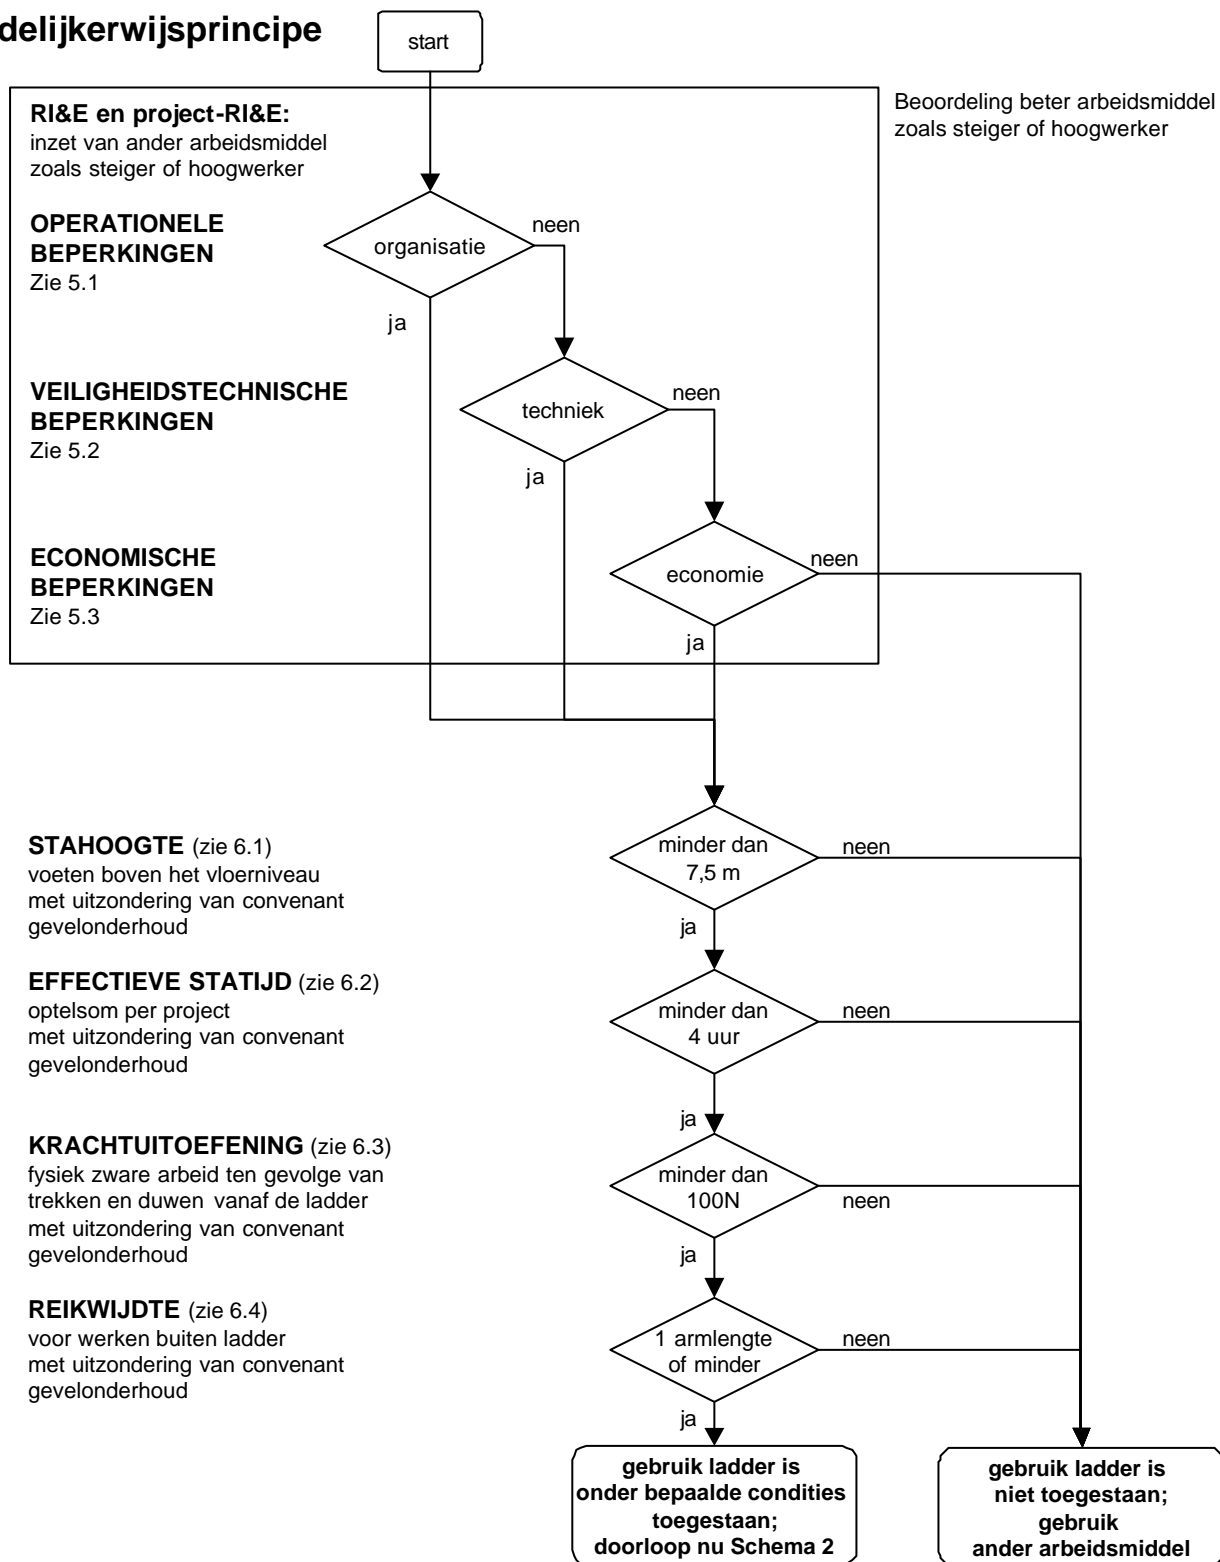 delijkerwijsprincipe
start
RI&E en project-RI&E:
inzet van ander arbeidsmiddel
zoals steiger of hoogwerker
Beoordeling beter arbeidsmiddel
zoals steiger of hoogwerker
OPERATIONELE
BEPERKINGEN
Zie 5.1
organisatie
neen
ja
VEILIGHEIDSTECHNISCHE
BEPERKINGEN
Zie 5.2
techniek
neen
ja
ECONOMISCHE
BEPERKINGEN
Zie 5.3
economie
neen
ja
STAHOOGTE (zie 6.1)
voeten boven het vloerniveau
met uitzondering van convenant
gevelonderhoud
minder dan
7,5 m
neen
ja
EFFECTIEVE STATIJD (zie 6.2)
optelsom per project
met uitzondering van convenant
gevelonderhoud
minder dan
4 uur
neen
ja
KRACHTUITOEFENING (zie 6.3)
fysiek zware arbeid ten gevolge van
trekken en duwen vanaf de ladder
met uitzondering van convenant
gevelonderhoud
minder dan
100N
neen
ja
REIKWIJDTE (zie 6.4)
voor werken buiten ladder
met uitzondering van convenant
gevelonderhoud
1 armlengte
of minder
neen
ja
gebruik ladder is
onder bepaalde condities
toegestaan;
doorloop nu Schema 2
gebruik ladder is
niet toegestaan;
gebruik
ander arbeidsmiddel